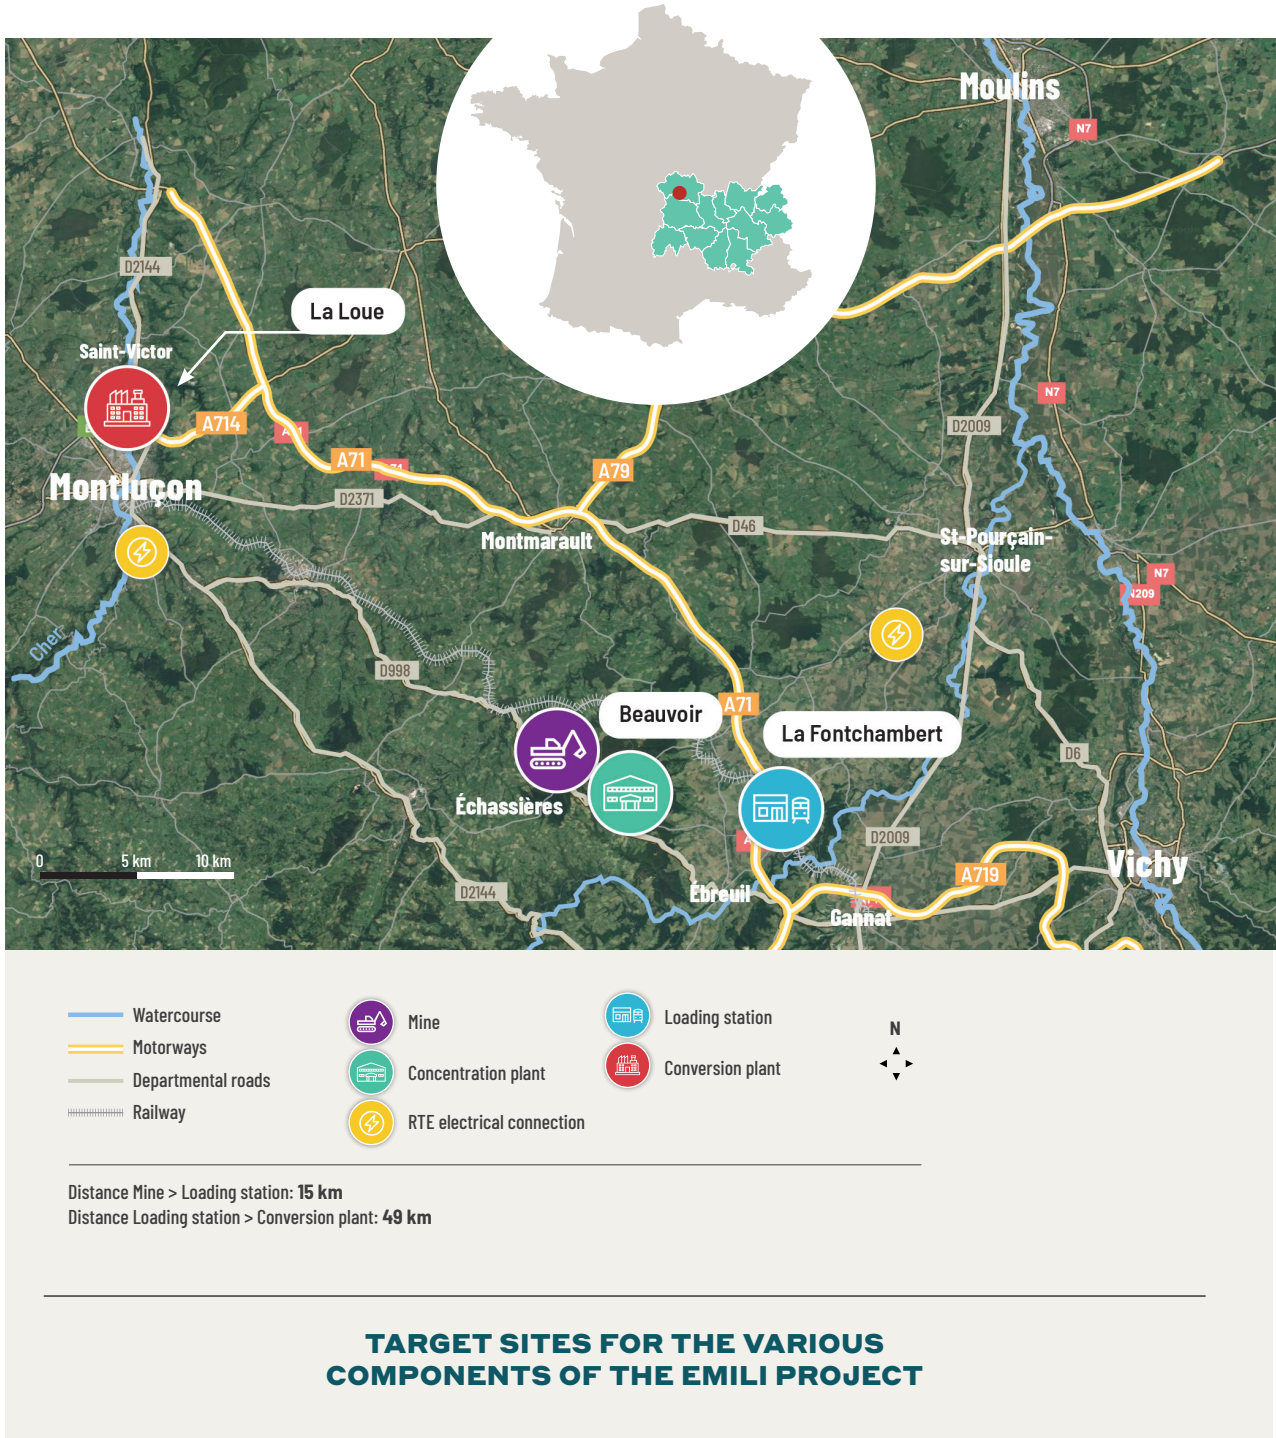 Moulins
N7
D2144
La Loue
Saint-Victor
N7
A714
D2009
A71
A79
Montluçon
D2371
D46
St-Pourçain-
sur-Sioule
Montmarault
N7
N209
Cher
D998
A71
Beauvoir
La Fontchambert
D6
Échassières
D2009
0 5 km 10 km
Vichy
A719
D2144
Ébreuil
Gannat
Watercourse
Motorways
Departmental roads
Railway
Mine
Concentration plant
RTE electrical connection
Loading station
Conversion plant
N
Distance Mine > Loading station: 15 km
Distance Loading station > Conversion plant: 49 km
TARGET SITES FOR THE VARIOUS
COMPONENTS OF THE EMILI PROJECT